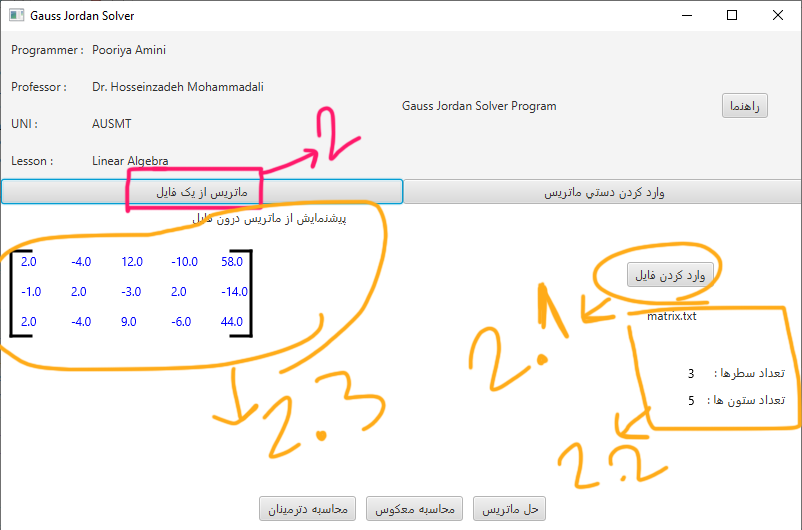 Gauss Jordan Solver
Programmer : Pooriya Amini
Professor : Dr. Hosseinzadeh Mohammadali
UNI : AUSMT
Lesson : Linear Algebra
Gauss Jordan Solver Program
راهنما
2
ماتریس از یک فایل
وارد کردن دستي ماتریس
پیشنمایش از ماتریس درون فایل
2.0 -4.0 12.0 -10.0 58.0
-1.0 2.0 -3.0 2.0 -14.0
2.0 -4.0 9.0 -6.0 44.0
2.3
وارد کردن فایل
2.1
matrix.txt
تعداد سطرها : 3
تعداد ستون ها : 5
2.2
محاسبه دترمینان
محاسبه معکوس
حل ماتریس